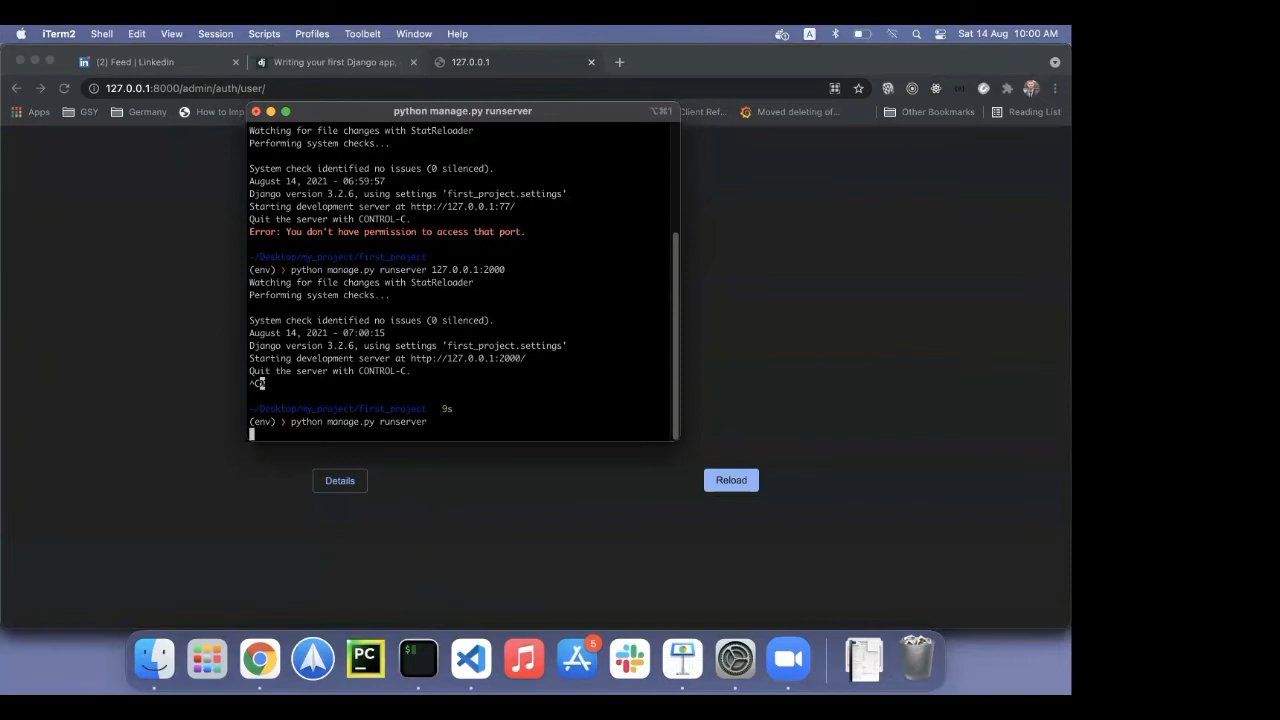 iTerm2 Shell Edit View Session Scripts Profiles Toolbelt Window Help A Sat 14 Aug 10:00 AM
(2) Feed | LinkedIn dj Writing your first Django app, 127.0.0.1
127.0.0.1:8000/admin/auth/user/
Apps GSY Germany How to Imp Client Ref... Moved deleting of... Other Bookmarks Reading List
python manage.py runserver ⌥⌘1
Watching for file changes with StatReloader
Performing system checks...
System check identified no issues (0 silenced).
August 14, 2021 - 06:59:57
Django version 3.2.6, using settings 'first_project.settings'
Starting development server at http://127.0.0.1:77/
Quit the server with CONTROL-C.
Error: You don't have permission to access that port.
~/Desktop/my_project/first_project
(env) ❯ python manage.py runserver 127.0.0.1:2000
Watching for file changes with StatReloader
Performing system checks...
System check identified no issues (0 silenced).
August 14, 2021 - 07:00:15
Django version 3.2.6, using settings 'first_project.settings'
Starting development server at http://127.0.0.1:2000/
Quit the server with CONTROL-C.
^C
~/Desktop/my_project/first_project 9s
(env) ❯ python manage.py runserver
Details Reload
PC $ 5